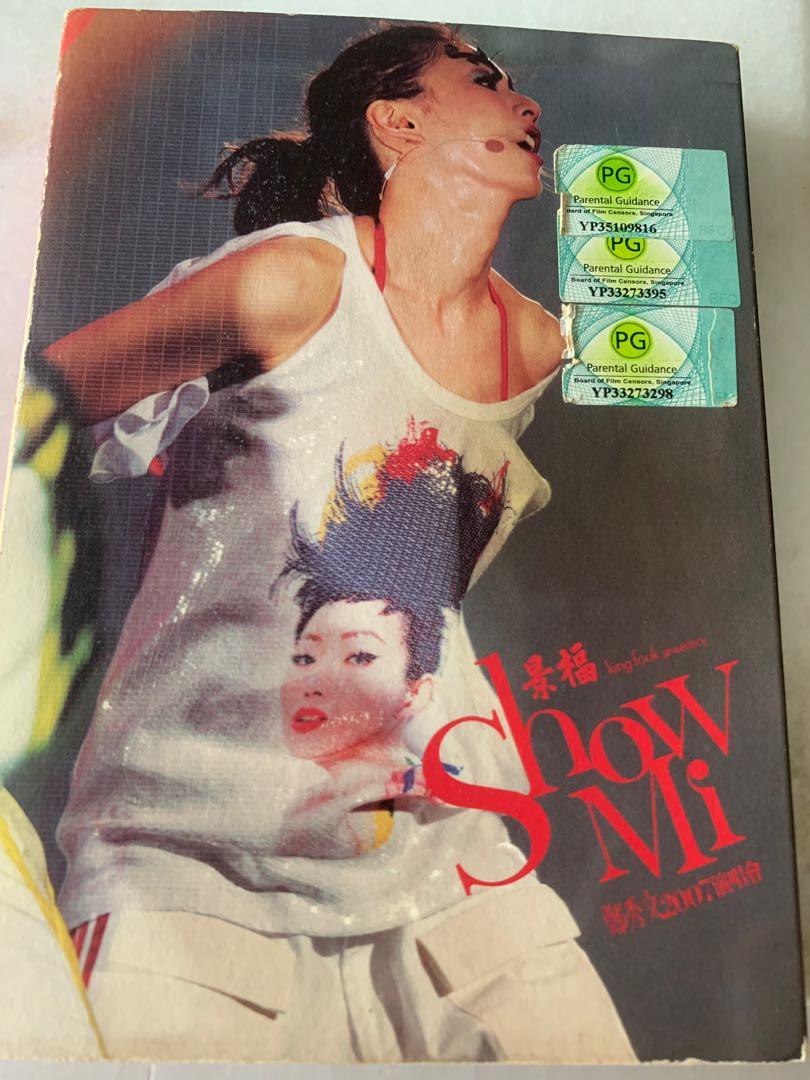 PG
Parental Guidance
Board of Film Censors, Singapore
YP35109816
BFC
PG
Parental Guidance
Board of Film Censors, Singapore
YP33273395
BFC
PG
Parental Guidance
Board of Film Censors, Singapore
YP33273298
景福 king fook jewellery
Show
Mi
鄭秀文2007演唱會